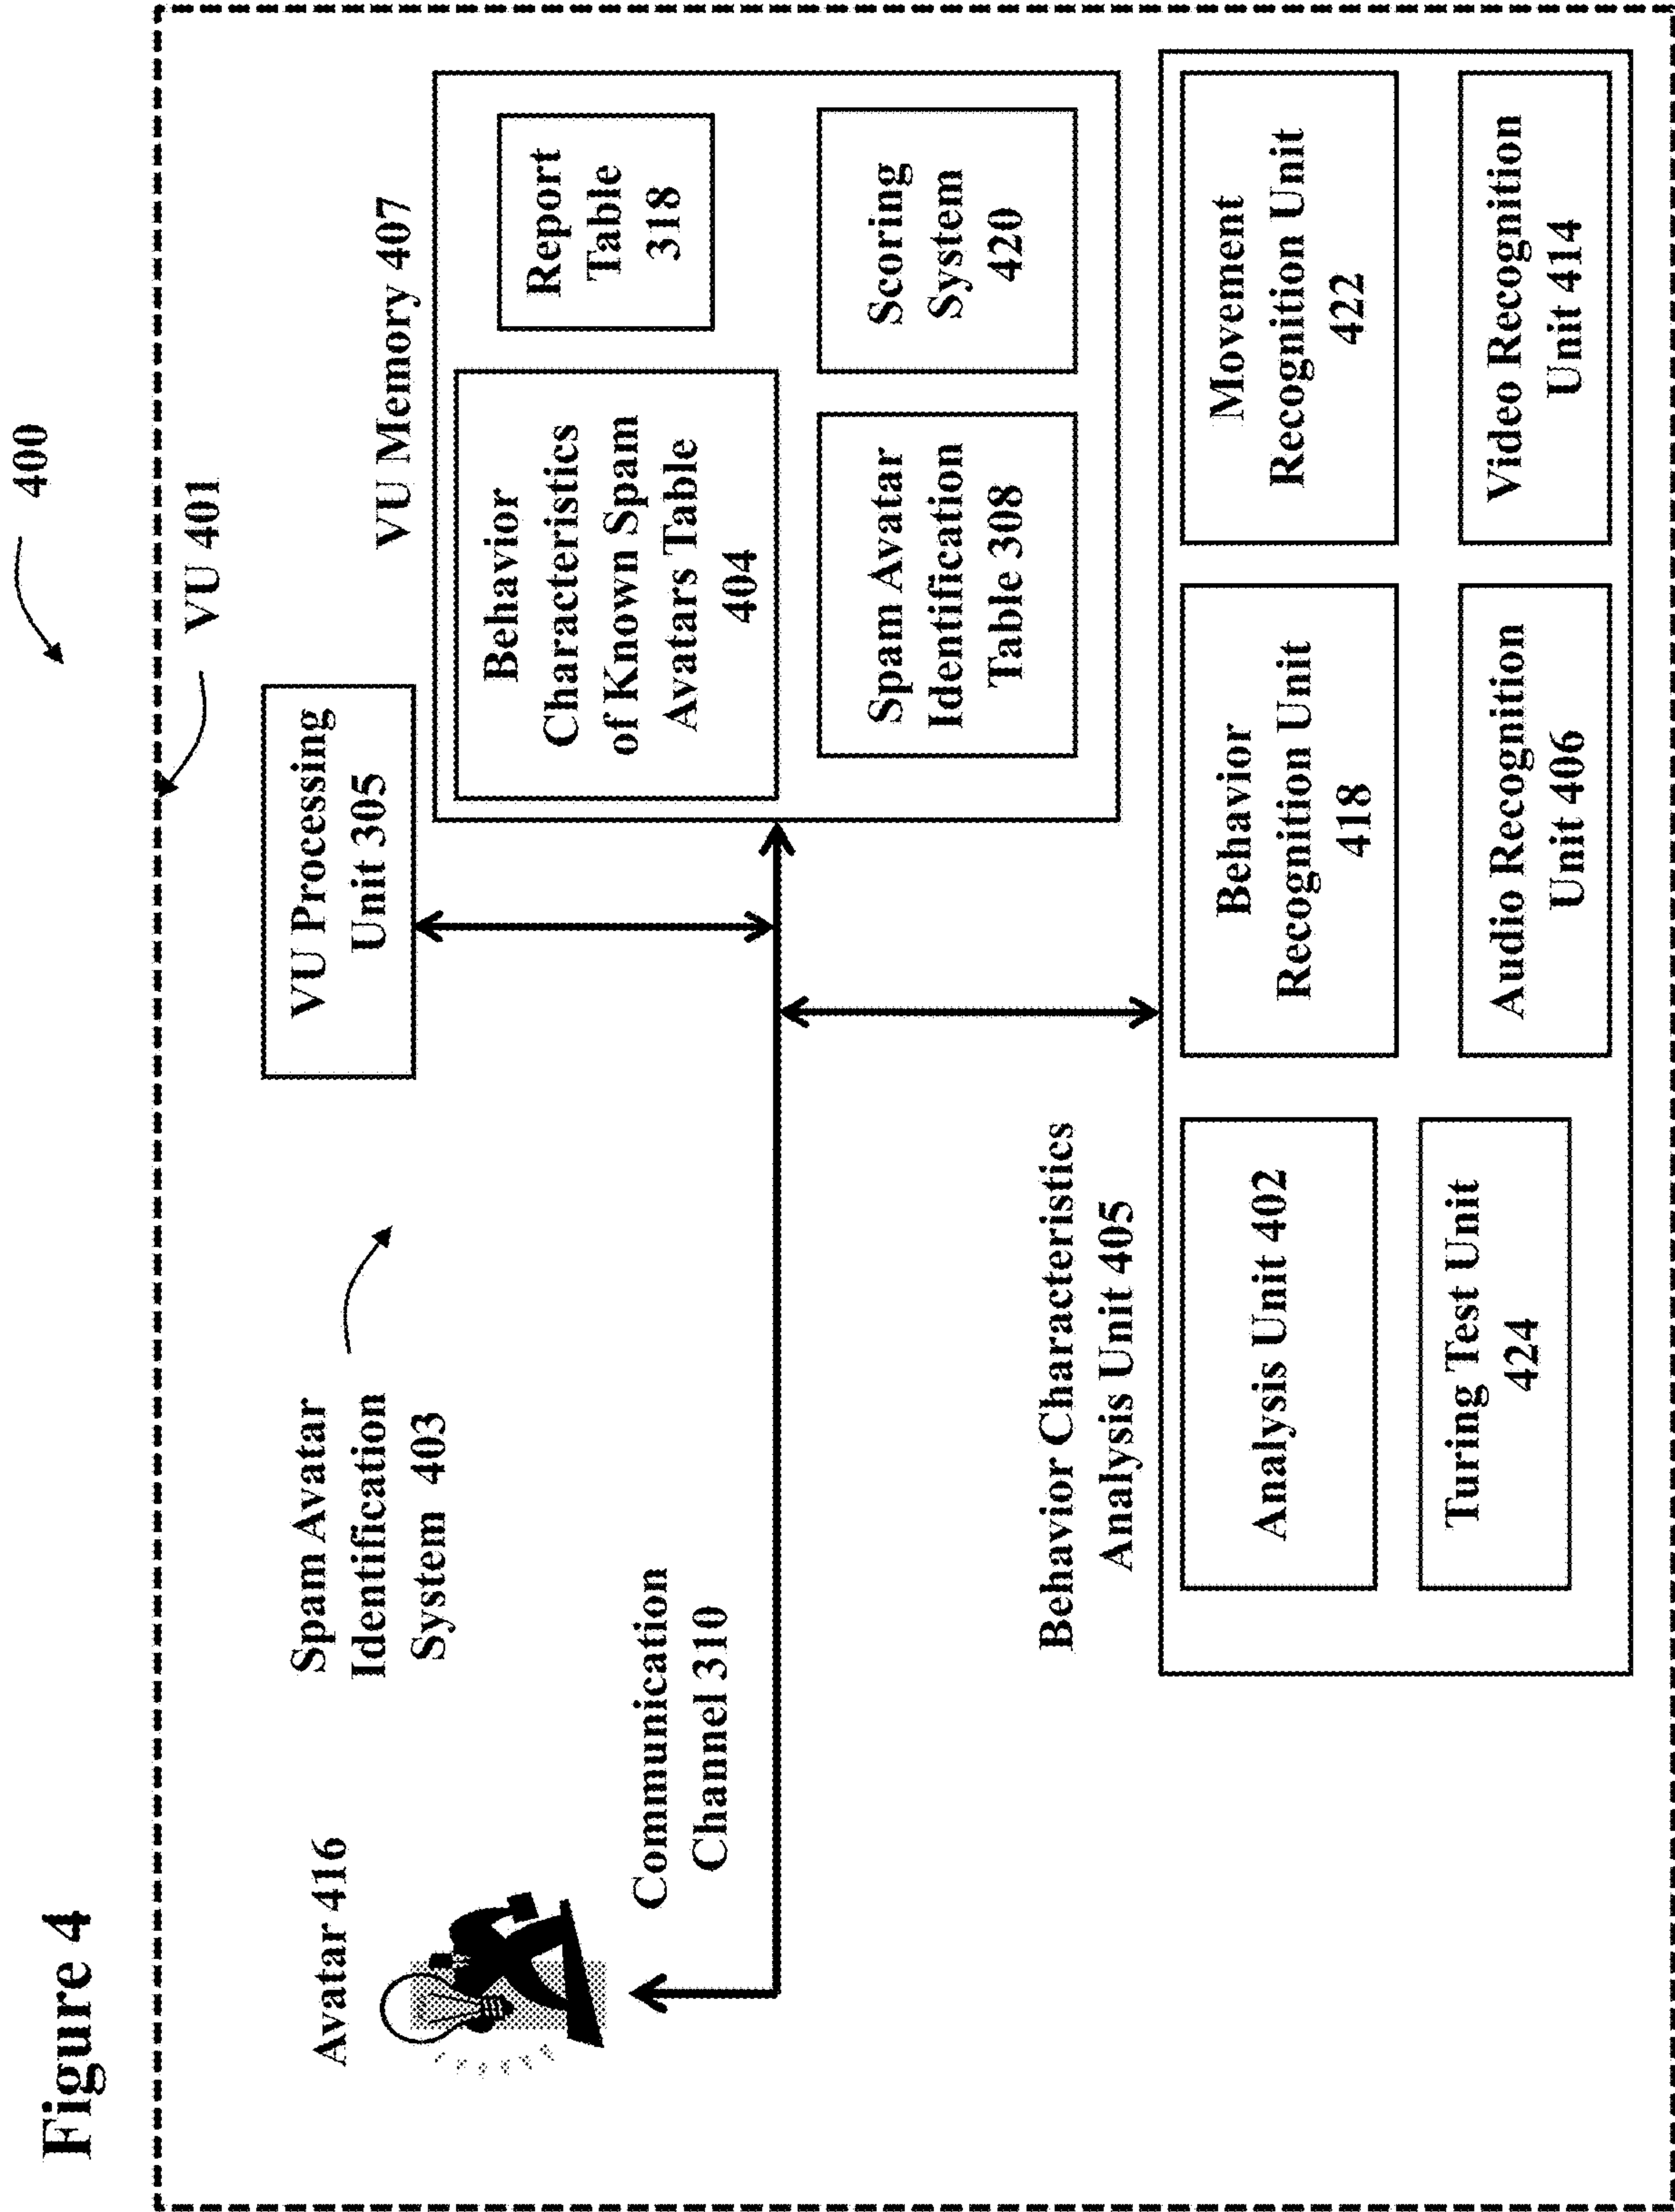 Figure 4
400
VU 401
Avatar 416
Spam Avatar
Identification
System 403
VU Processing
Unit 305
VU Memory 407
Behavior
Characteristics
of Known Spam
Avatars Table
404
Report
Table
318
Spam Avatar
Identification
Table 308
Scoring
System
420
Communication
Channel 310
Behavior Characteristics
Analysis Unit 405
Analysis Unit 402
Behavior
Recognition Unit
418
Movement
Recognition Unit
422
Turing Test Unit
424
Audio Recognition
Unit 406
Video Recognition
Unit 414